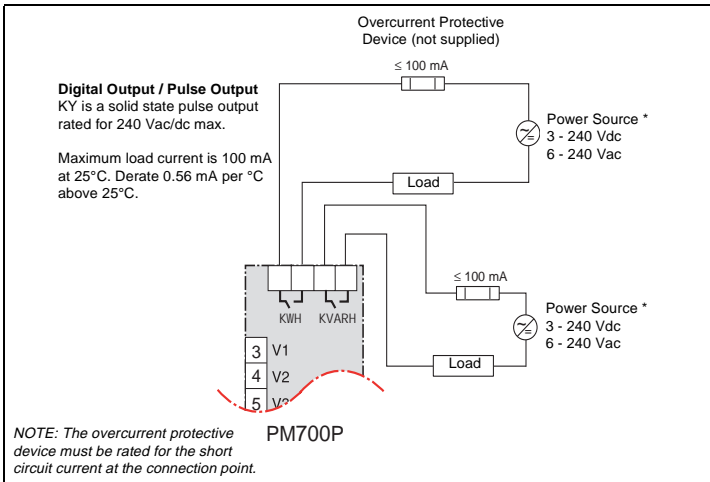 Overcurrent Protective
Device (not supplied)
≤ 100 mA
Digital Output / Pulse Output
KY is a solid state pulse output
rated for 240 Vac/dc max.
Maximum load current is 100 mA
at 25°C. Derate 0.56 mA per °C
above 25°C.
Power Source *
3 - 240 Vdc
6 - 240 Vac
Load
≤ 100 mA
Power Source *
3 - 240 Vdc
6 - 240 Vac
Load
KWH KVARH
3 V1
4 V2
5 V3
PM700P
NOTE: The overcurrent protective
device must be rated for the short
circuit current at the connection point.